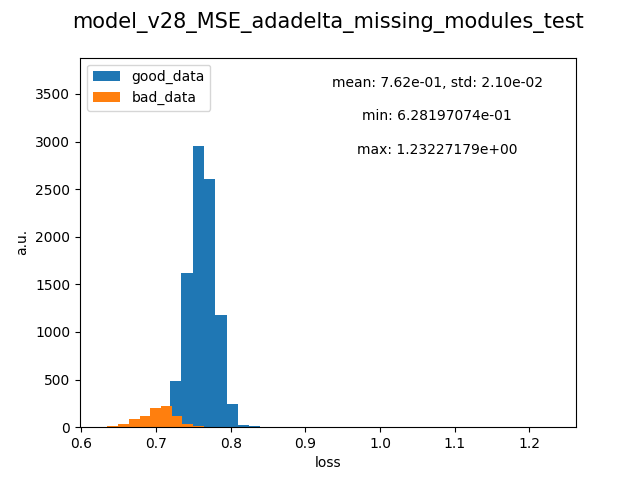 model_v28_MSE_adadelta_missing_modules_test
good_data
bad_data
mean: 7.62e-01, std: 2.10e-02
min: 6.28197074e-01
max: 1.23227179e+00
a.u.
3500
3000
2500
2000
1500
1000
500
0
0.6 0.7 0.8 0.9 1.0 1.1 1.2
loss